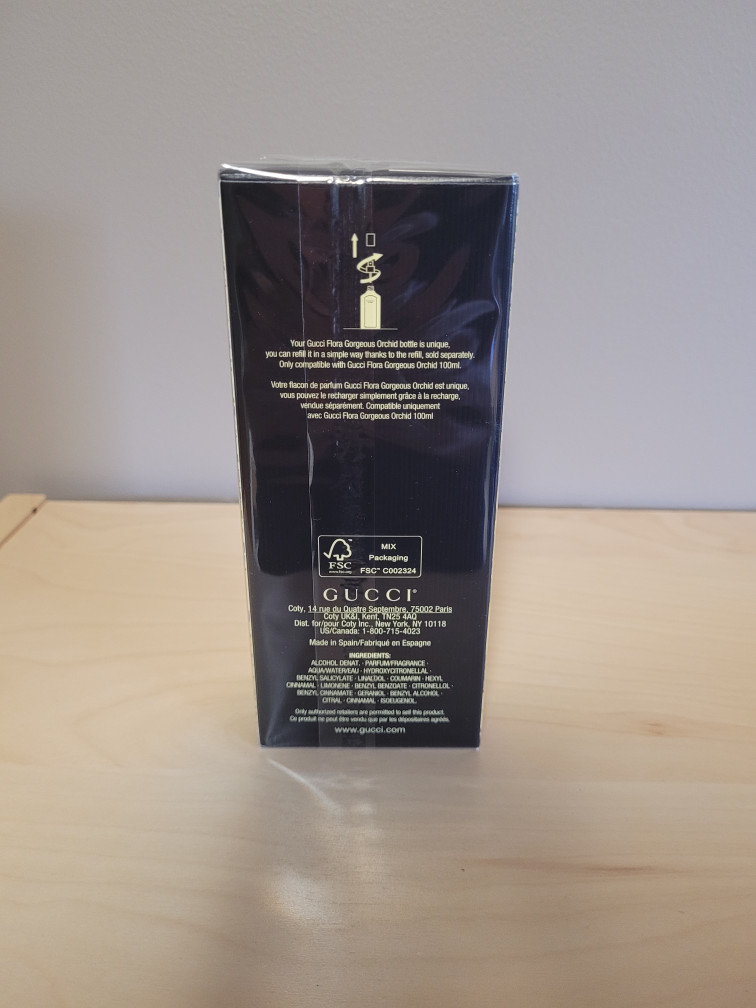 Your Gucci Flora Gorgeous Orchid bottle is unique,
you can refill it in a simple way thanks to the refill, sold separately.
Only compatible with Gucci Flora Gorgeous Orchid 100ml.
Votre flacon de parfum Gucci Flora Gorgeous Orchid est unique,
vous pouvez le recharger simplement grâce à la recharge,
vendue séparément. Compatible uniquement
avec Gucci Flora Gorgeous Orchid 100ml
FSC
www.fsc.org
MIX
Packaging
FSC™ C002324
GUCCI®
Coty, 14 rue du Quatre Septembre, 75002 Paris
Coty UK&I, Kent, TN25 4AQ
Dist. for/pour Coty Inc., New York, NY 10118
US/Canada: 1-800-715-4023
Made in Spain/Fabriqué en Espagne
INGREDIENTS:
ALCOHOL DENAT. · PARFUM/FRAGRANCE ·
AQUA/WATER/EAU · HYDROXYCITRONELLAL ·
BENZYL SALICYLATE · LINALOOL · COUMARIN · HEXYL
CINNAMAL · LIMONENE · BENZYL BENZOATE · CITRONELLOL ·
BENZYL CINNAMATE · GERANIOL · BENZYL ALCOHOL ·
CITRAL · CINNAMAL · ISOEUGENOL.
Only authorized retailers are permitted to sell this product.
Ce produit ne peut être vendu que par les dépositaires agréés.
www.gucci.com